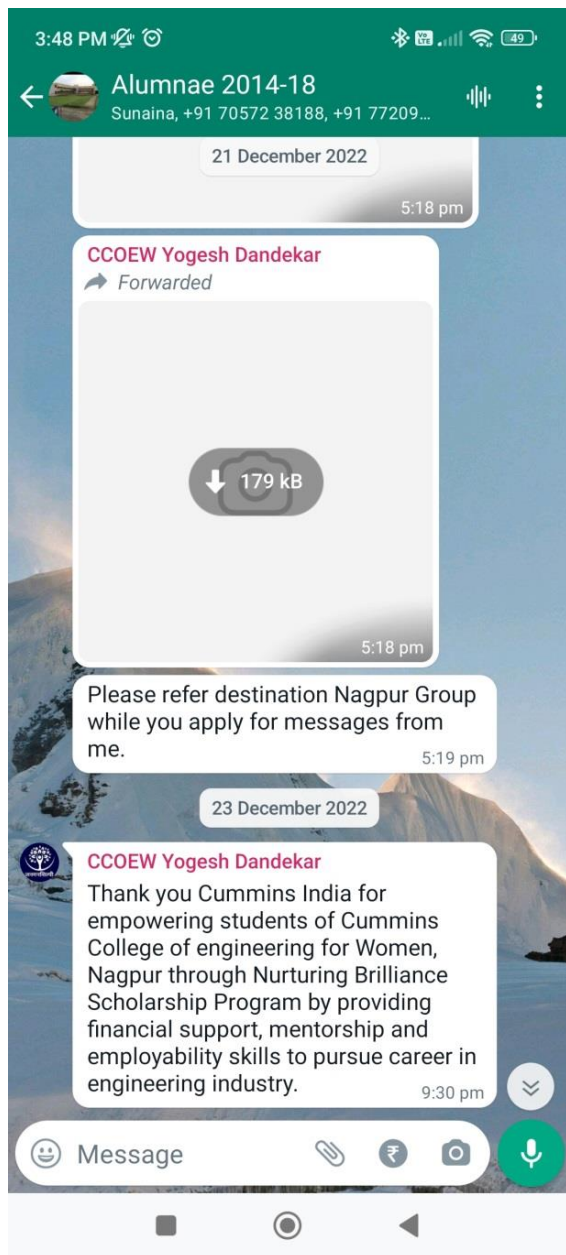 3:48 PM
Vo LTE
49
Alumnae 2014-18
Sunaina, +91 70572 38188, +91 77209...
21 December 2022
5:18 pm
CCOEW Yogesh Dandekar
Forwarded
179 kB
5:18 pm
Please refer destination Nagpur Group
while you apply for messages from
me.
5:19 pm
23 December 2022
CCOEW Yogesh Dandekar
Thank you Cummins India for
empowering students of Cummins
College of engineering for Women,
Nagpur through Nurturing Brilliance
Scholarship Program by providing
financial support, mentorship and
employability skills to pursue career in
engineering industry.
9:30 pm
Message
₹